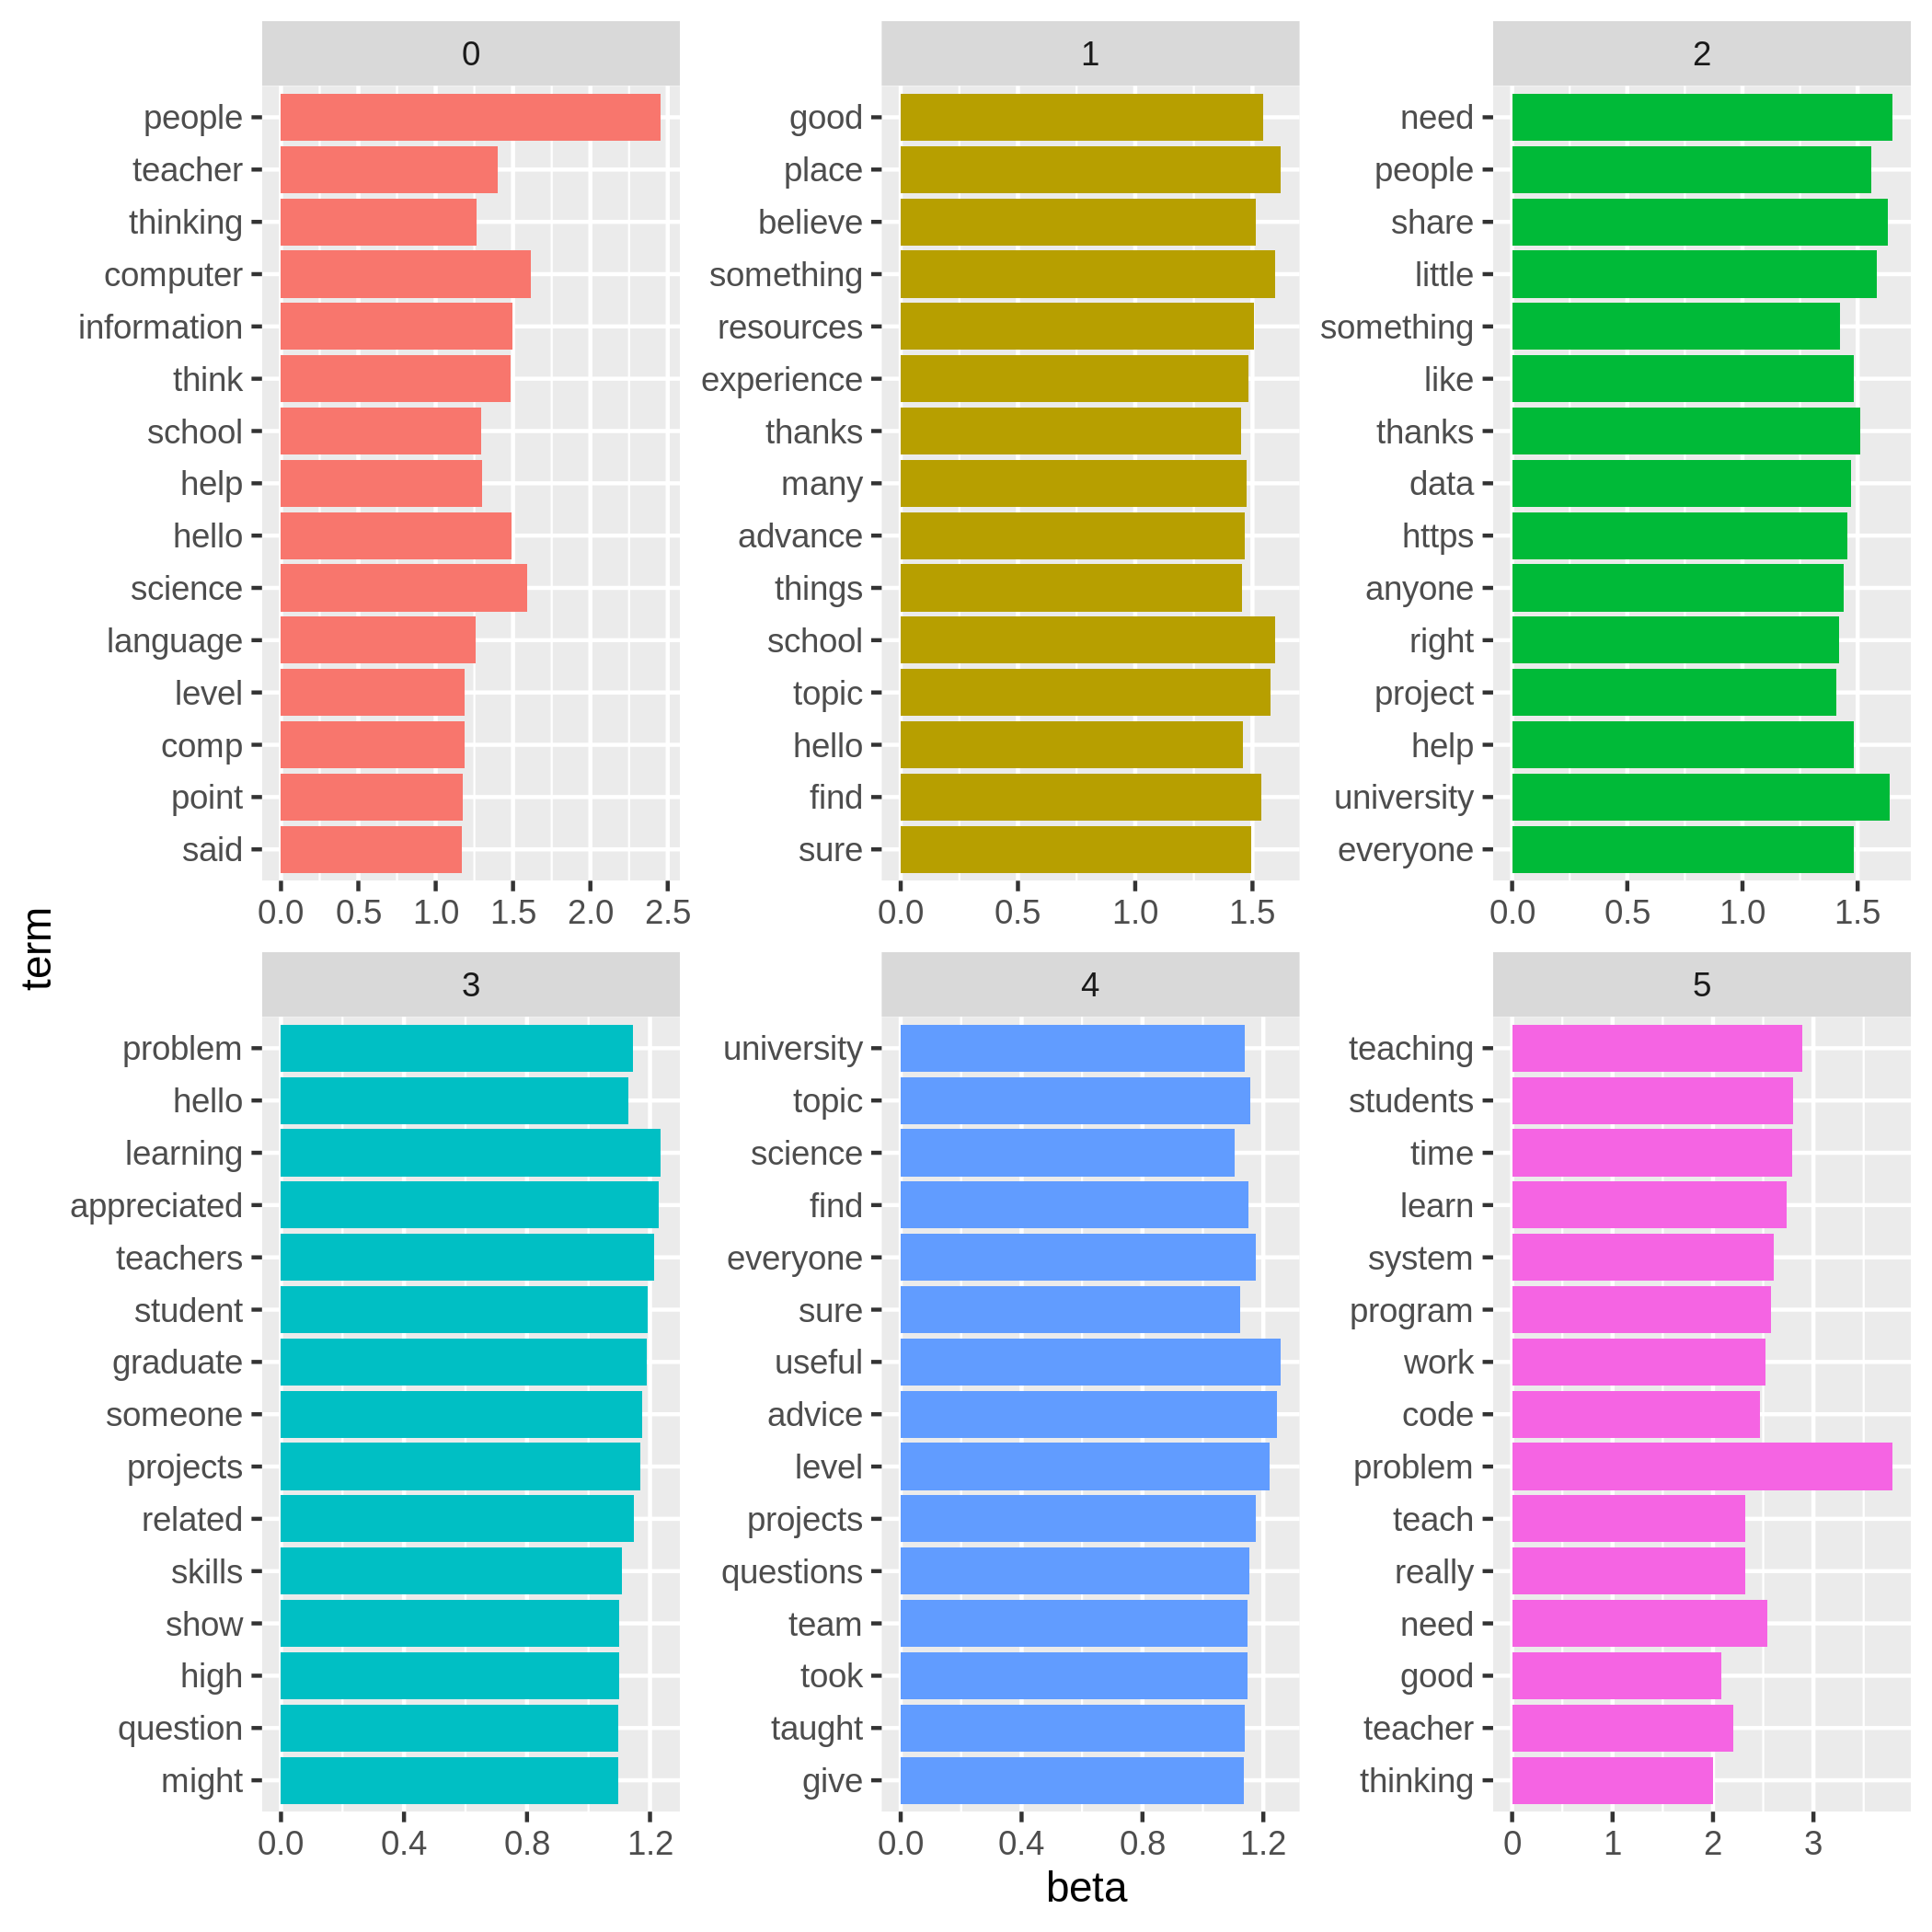 0
people
teacher
thinking
computer
information
think
school
help
hello
science
language
level
comp
point
said
0.0 0.5 1.0 1.5 2.0 2.5
1
good
place
believe
something
resources
experience
thanks
many
advance
things
school
topic
hello
find
sure
0.0 0.5 1.0 1.5
2
need
people
share
little
something
like
thanks
data
https
anyone
right
project
help
university
everyone
0.0 0.5 1.0 1.5
term
3
problem
hello
learning
appreciated
teachers
student
graduate
someone
projects
related
skills
show
high
question
might
0.0 0.4 0.8 1.2
4
university
topic
science
find
everyone
sure
useful
advice
level
projects
questions
team
took
taught
give
0.0 0.4 0.8 1.2
5
teaching
students
time
learn
system
program
work
code
problem
teach
really
need
good
teacher
thinking
0 1 2 3
beta